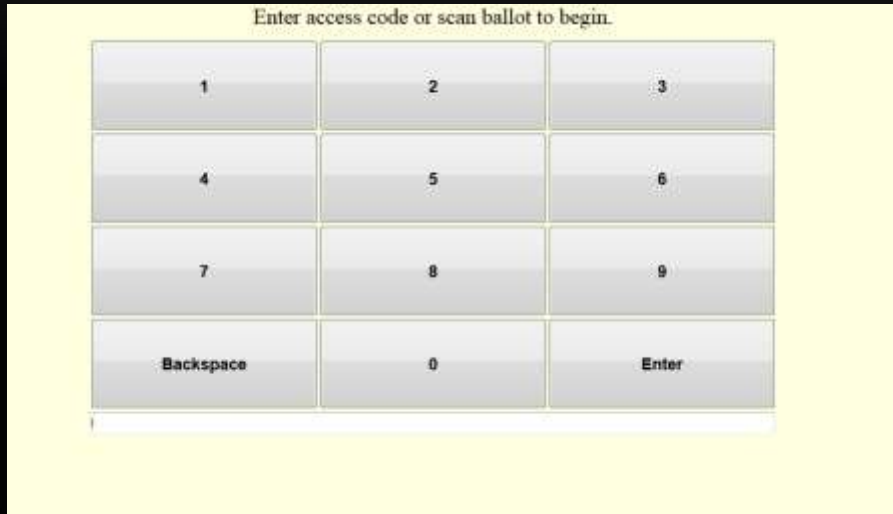 Enter access code or scan ballot to begin.
1 2 3
4 5 6
7 8 9
Backspace 0 Enter